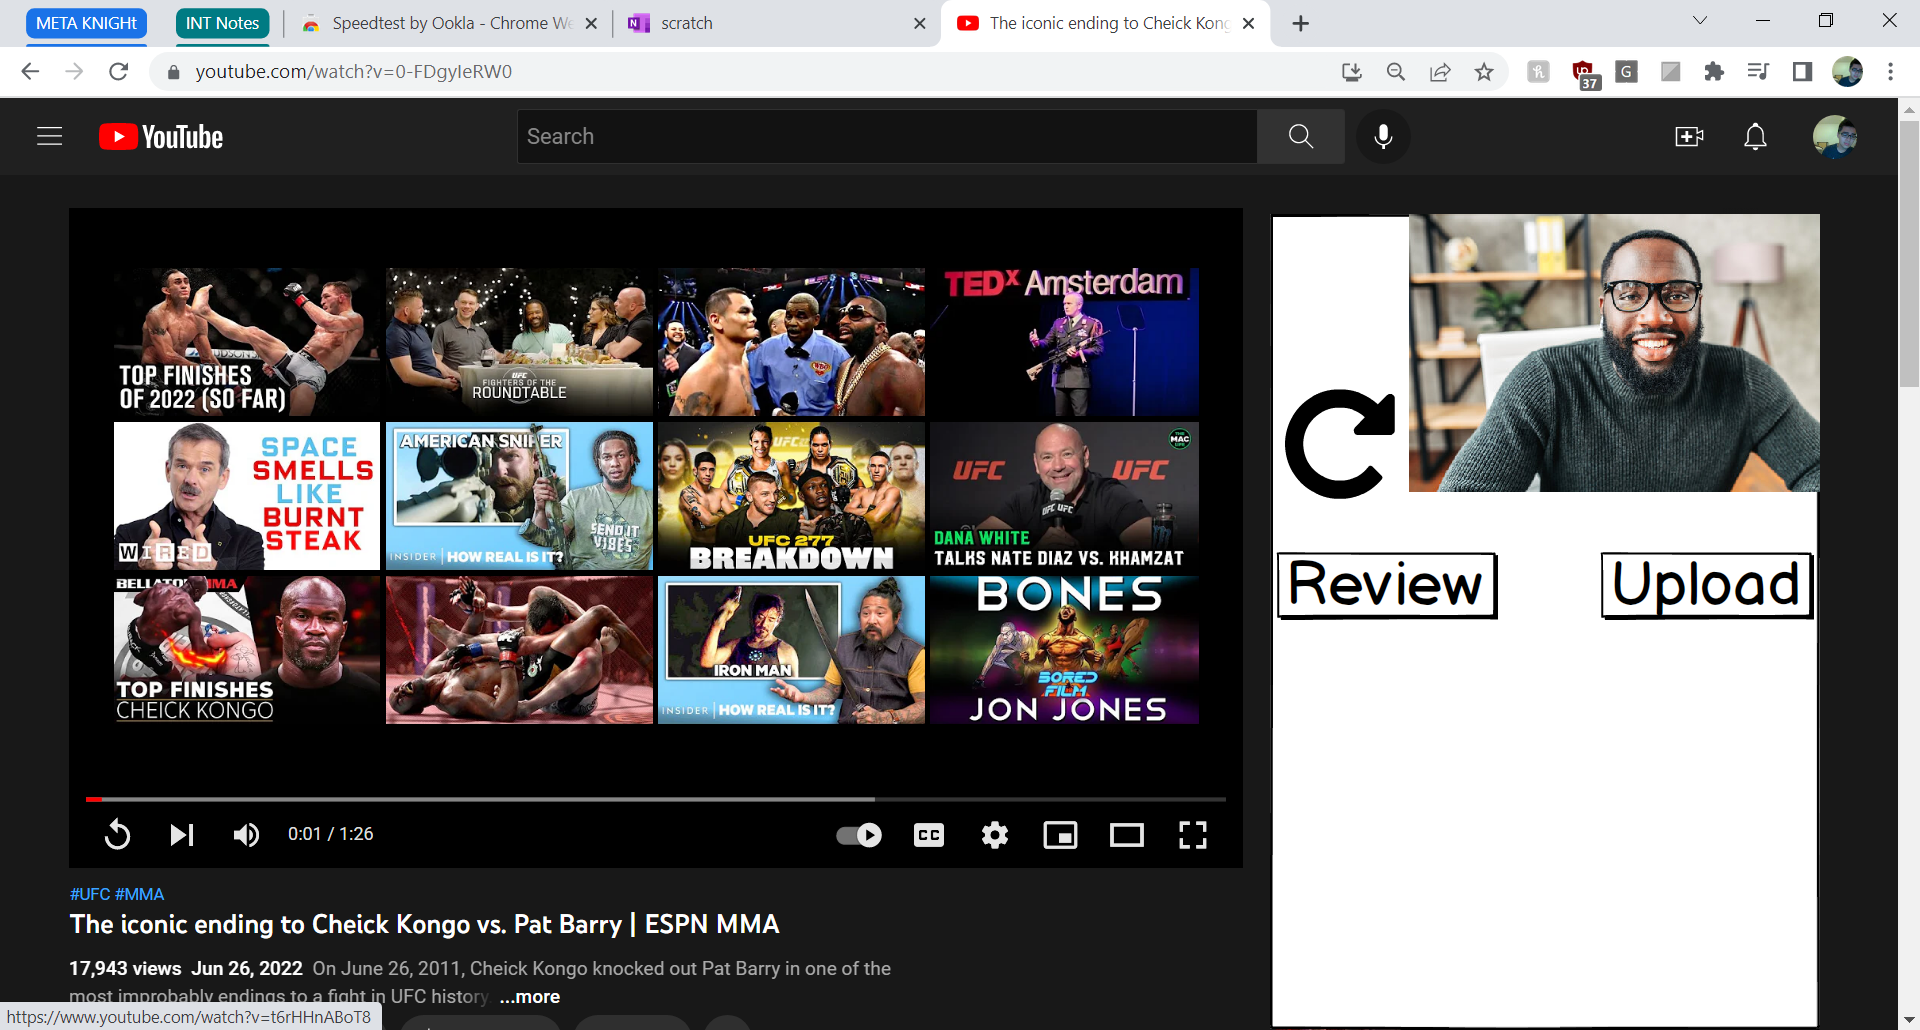 META KNIGHT
INT Notes
Speedtest by Ookla - Chrome We
scratch
The iconic ending to Cheick Kong
youtube.com/watch?v=0-FDgyIeRW0
37
YouTube
Search
TOP FINISHES
OF 2022 (SO FAR)
UFC
FIGHTERS OF THE
ROUNDTABLE
TEDx Amsterdam
SPACE
SMELLS
LIKE
BURNT
STEAK
WIRED
AMERICAN SNIPER
SEND IT
VIBES
INSIDER | HOW REAL IS IT?
UFC 277
BREAKDOWN
THE
MAC
LIFE
UFC UFC
DANA WHITE
TALKS NATE DIAZ VS. KHAMZAT
BELLATOR MMA
TOP FINISHES
CHEICK KONGO
IRON MAN
INSIDER | HOW REAL IS IT?
BONES
BORED
FILM
JON JONES
Review
Upload
0:01 / 1:26
CC
#UFC #MMA
The iconic ending to Cheick Kongo vs. Pat Barry | ESPN MMA
17,943 views Jun 26, 2022 On June 26, 2011, Cheick Kongo knocked out Pat Barry in one of the
most improbably endings to a fight in UFC history. ...more
https://www.youtube.com/watch?v=t6rHHnABoT8